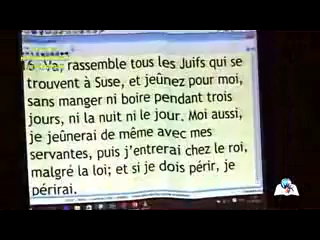 16 Va, rassemble tous les Juifs qui se
trouvent à Suse, et jeûnez pour moi,
sans manger ni boire pendant trois
jours, ni la nuit ni le jour. Moi aussi,
je jeûnerai de même avec mes
servantes, puis j'entrerai chez le roi,
malgré la loi; et si je dois périr, je
périrai.